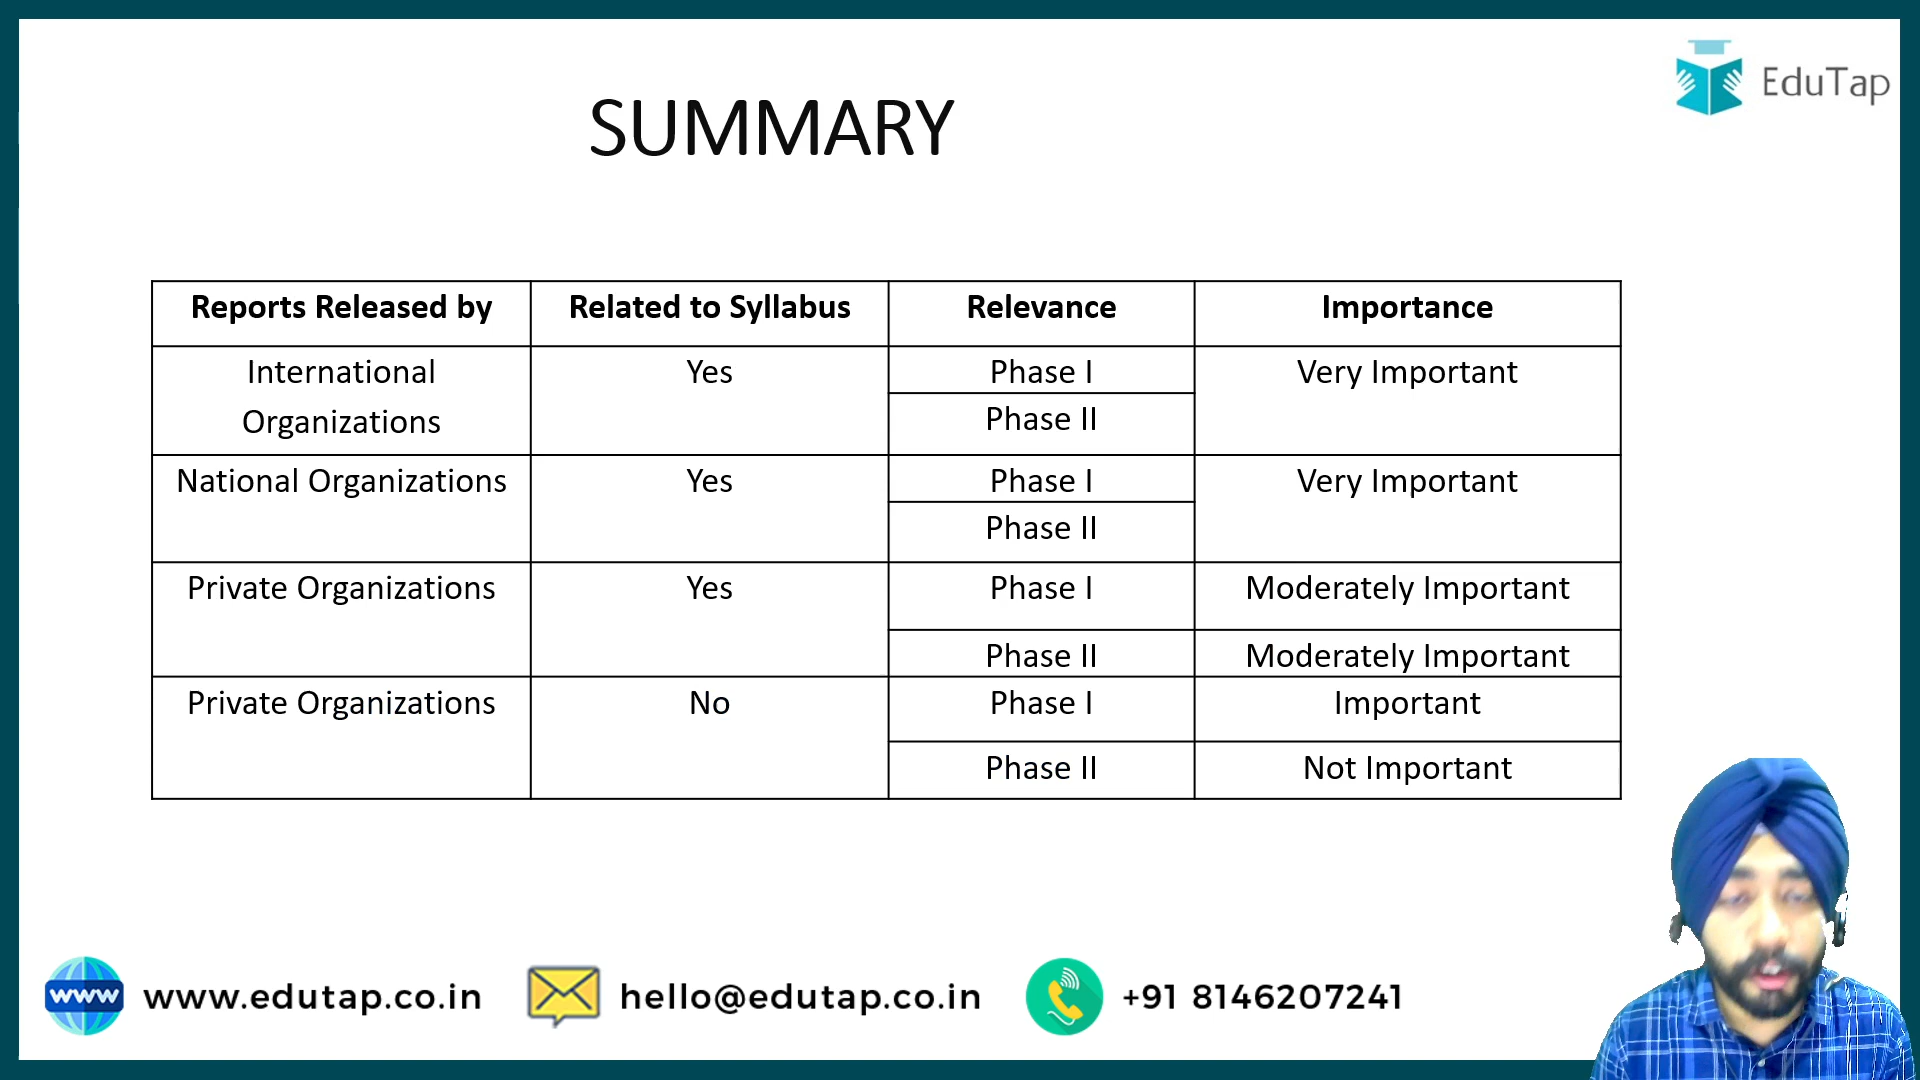 EduTap
SUMMARY
Reports Released by Related to Syllabus Relevance Importance
International Organizations Yes Phase I Very Important
Phase II
National Organizations Yes Phase I Very Important
Phase II
Private Organizations Yes Phase I Moderately Important
Phase II Moderately Important
Private Organizations No Phase I Important
Phase II Not Important
www www.edutap.co.in hello@edutap.co.in +91 8146207241